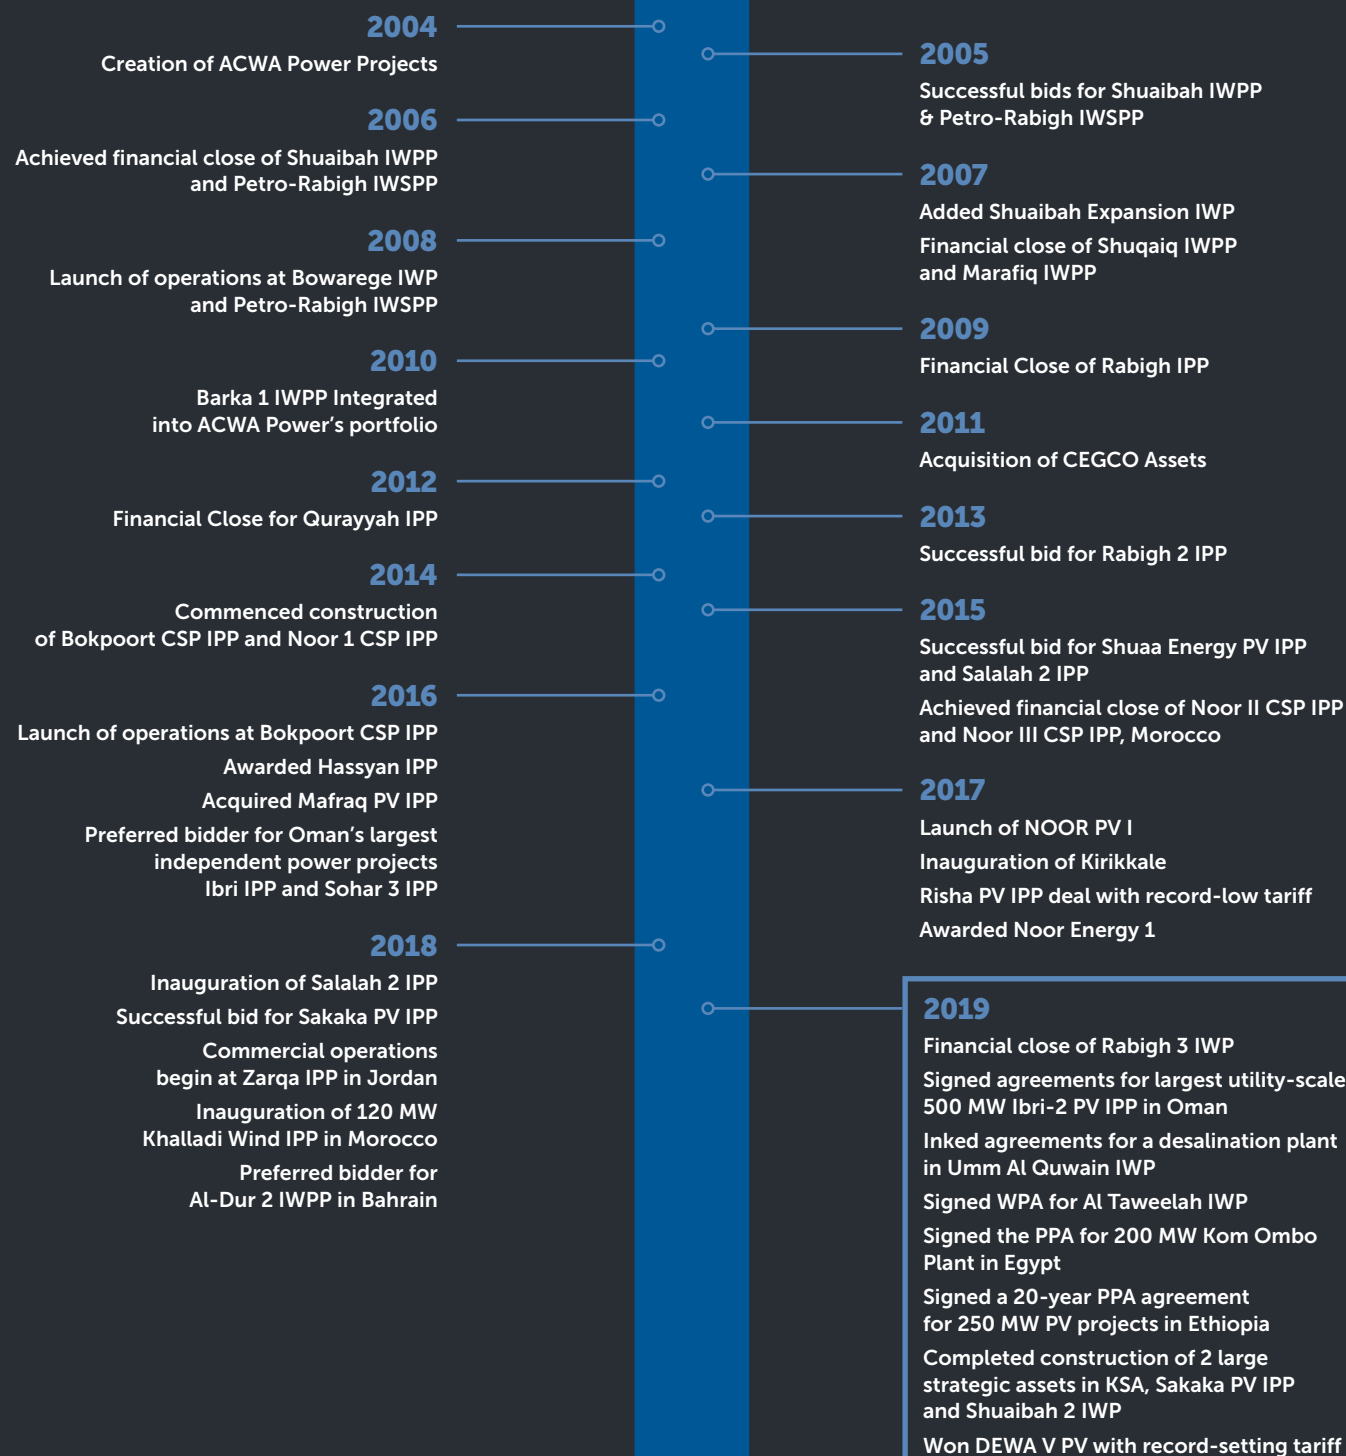 2004
Creation of ACWA Power Projects
2005
Successful bids for Shuaibah IWPP
& Petro-Rabigh IWSPP
2006
Achieved financial close of Shuaibah IWPP
and Petro-Rabigh IWSPP
2007
Added Shuaibah Expansion IWP
Financial close of Shuqaiq IWPP
and Marafiq IWPP
2008
Launch of operations at Bowarege IWP
and Petro-Rabigh IWSPP
2009
Financial Close of Rabigh IPP
2010
Barka 1 IWPP Integrated
into ACWA Power’s portfolio
2011
Acquisition of CEGCO Assets
2012
Financial Close for Qurayyah IPP
2013
Successful bid for Rabigh 2 IPP
2014
Commenced construction
of Bokpoort CSP IPP and Noor 1 CSP IPP
2015
Successful bid for Shuaa Energy PV IPP
and Salalah 2 IPP
Achieved financial close of Noor II CSP IPP
and Noor III CSP IPP, Morocco
2016
Launch of operations at Bokpoort CSP IPP
Awarded Hassyan IPP
Acquired Mafraq PV IPP
Preferred bidder for Oman’s largest
independent power projects
Ibri IPP and Sohar 3 IPP
2017
Launch of NOOR PV I
Inauguration of Kirikkale
Risha PV IPP deal with record-low tariff
Awarded Noor Energy 1
2018
Inauguration of Salalah 2 IPP
Successful bid for Sakaka PV IPP
Commercial operations
begin at Zarqa IPP in Jordan
Inauguration of 120 MW
Khalladi Wind IPP in Morocco
Preferred bidder for
Al-Dur 2 IWPP in Bahrain
2019
Financial close of Rabigh 3 IWP
Signed agreements for largest utility-scale
500 MW Ibri-2 PV IPP in Oman
Inked agreements for a desalination plant
in Umm Al Quwain IWP
Signed WPA for Al Taweelah IWP
Signed the PPA for 200 MW Kom Ombo
Plant in Egypt
Signed a 20-year PPA agreement
for 250 MW PV projects in Ethiopia
Completed construction of 2 large
strategic assets in KSA, Sakaka PV IPP
and Shuaibah 2 IWP
Won DEWA V PV with record-setting tariff